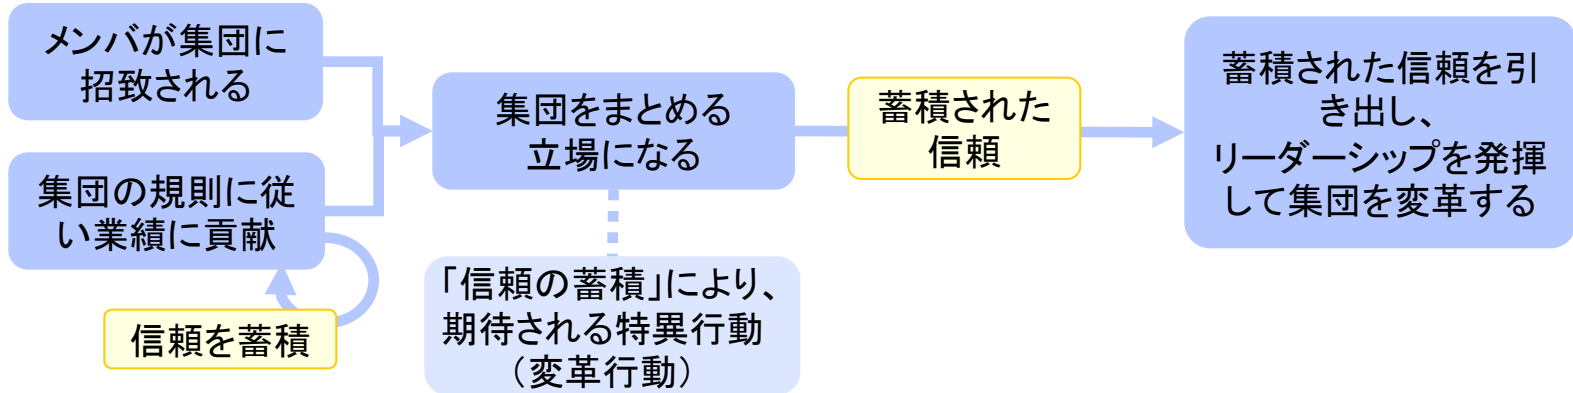 メンバが集団に
招致される
集団の規則に従
い業績に貢献
信頼を蓄積
集団をまとめる
立場になる
「信頼の蓄積」により、
期待される特異行動
（変革行動）
蓄積された
信頼
蓄積された信頼を引
き出し、
リーダーシップを発揮
して集団を変革する